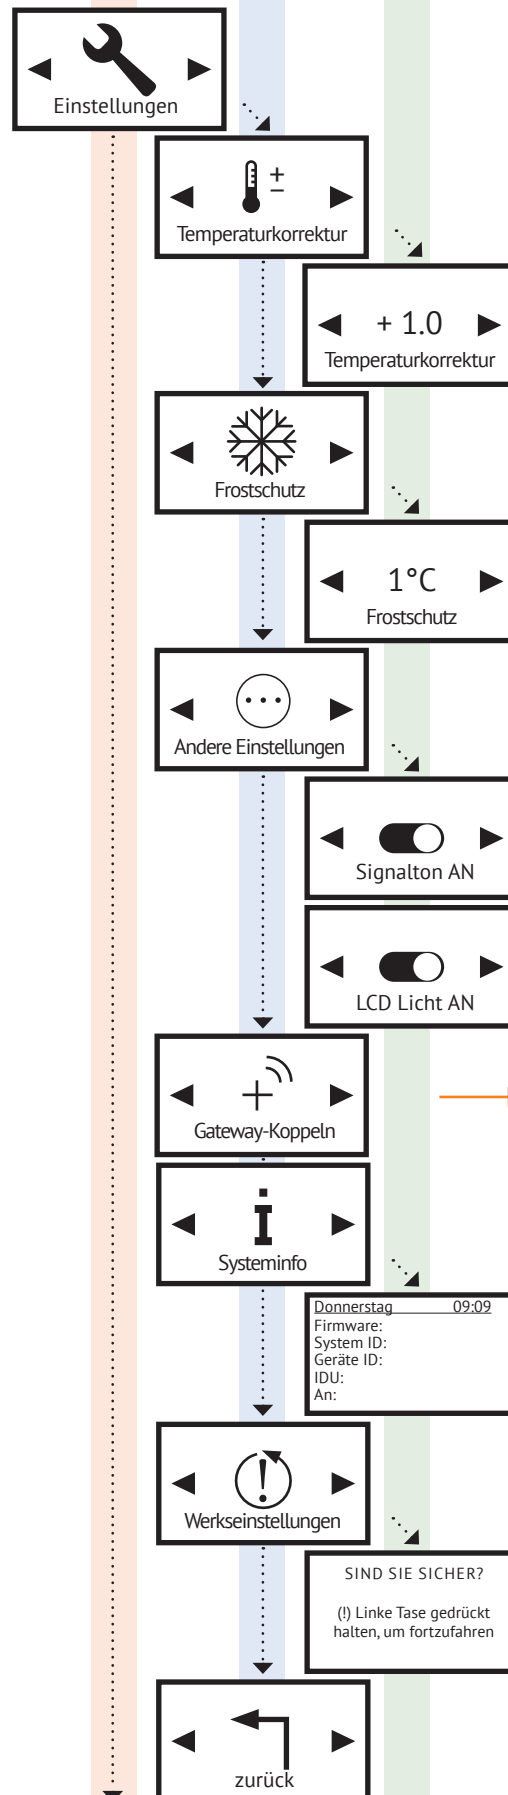 Einstellungen
+
−
Temperaturkorrektur
+ 1.0
Temperaturkorrektur
Frostschutz
1°C
Frostschutz
Andere Einstellungen
Signalton AN
LCD Licht AN
Gateway-Koppeln
i
Systeminfo
Donnerstag 09:09
Firmware:
System ID:
Geräte ID:
IDU:
An:
!
Werkseinstellungen
SIND SIE SICHER?
(!) Linke Tase gedrückt
halten, um fortzufahren
zurück